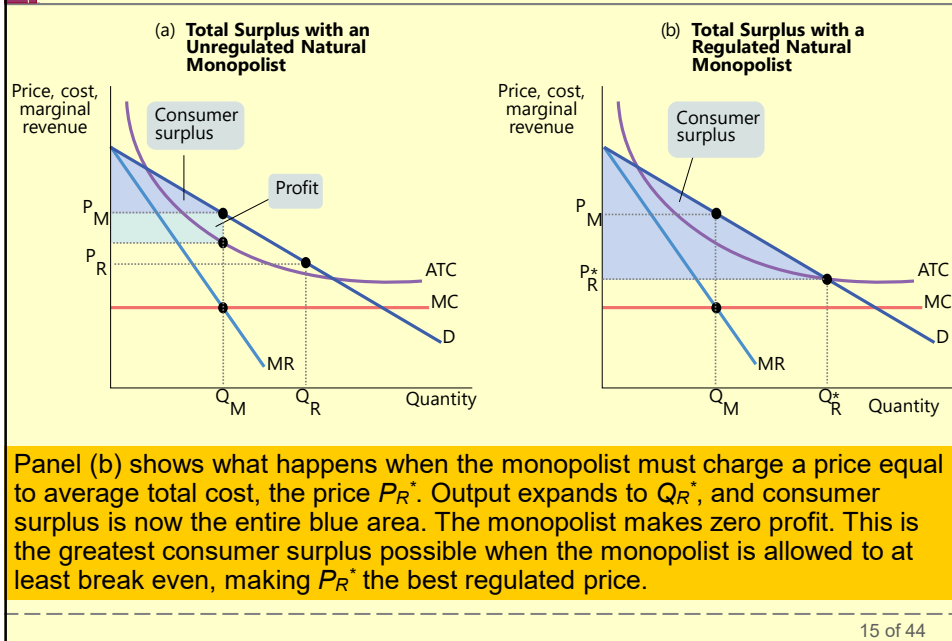 (a) Total Surplus with an
Unregulated Natural
Monopolist
Price, cost,
marginal
revenue
Consumer
surplus
Profit
P
M
P
R
ATC
MC
D
MR
Q
M
Q
R
Quantity
(b) Total Surplus with a
Regulated Natural
Monopolist
Price, cost,
marginal
revenue
Consumer
surplus
P
M
P*
R
ATC
MC
D
MR
Q
M
Q*
R
Quantity
Panel (b) shows what happens when the monopolist must charge a price equal
to average total cost, the price PR*. Output expands to QR*, and consumer
surplus is now the entire blue area. The monopolist makes zero profit. This is
the greatest consumer surplus possible when the monopolist is allowed to at
least break even, making PR* the best regulated price.
15 of 44